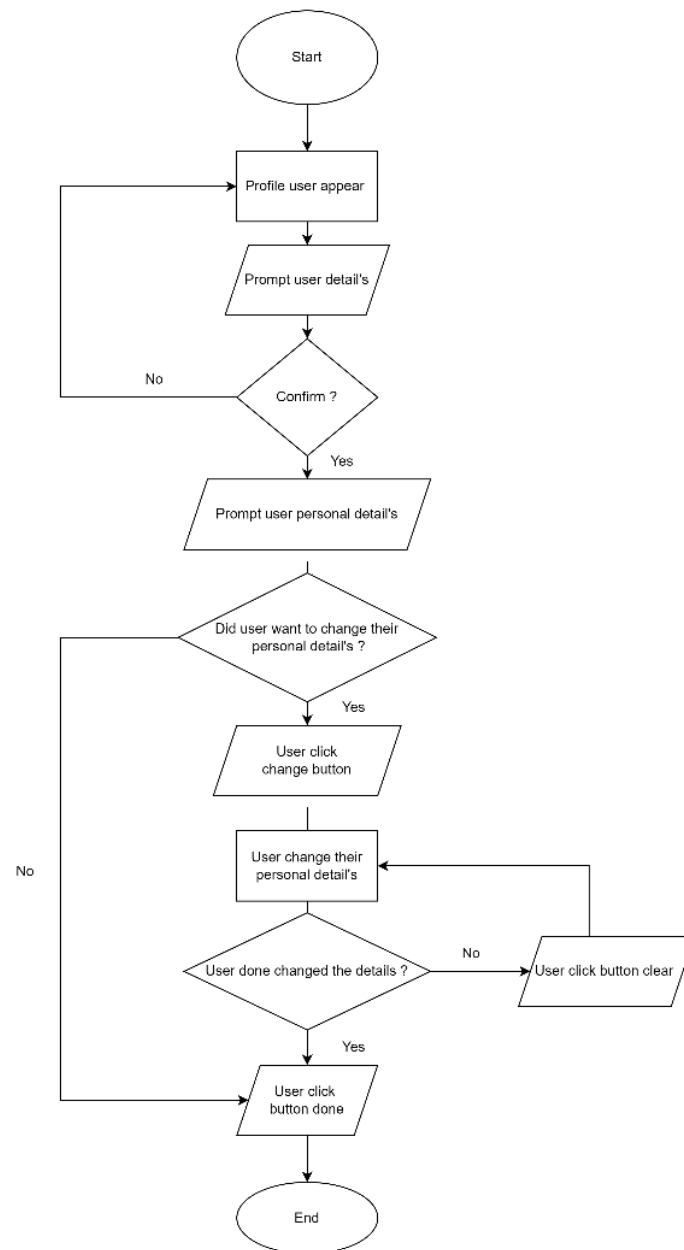 Start
Profile user appear
Prompt user detail's
No
Confirm ?
Yes
Prompt user personal detail's
Did user want to change their
personal detail's ?
Yes
User click
change button
No
User change their
personal detail's
User done changed the details ?
No
User click button clear
Yes
User click
button done
End